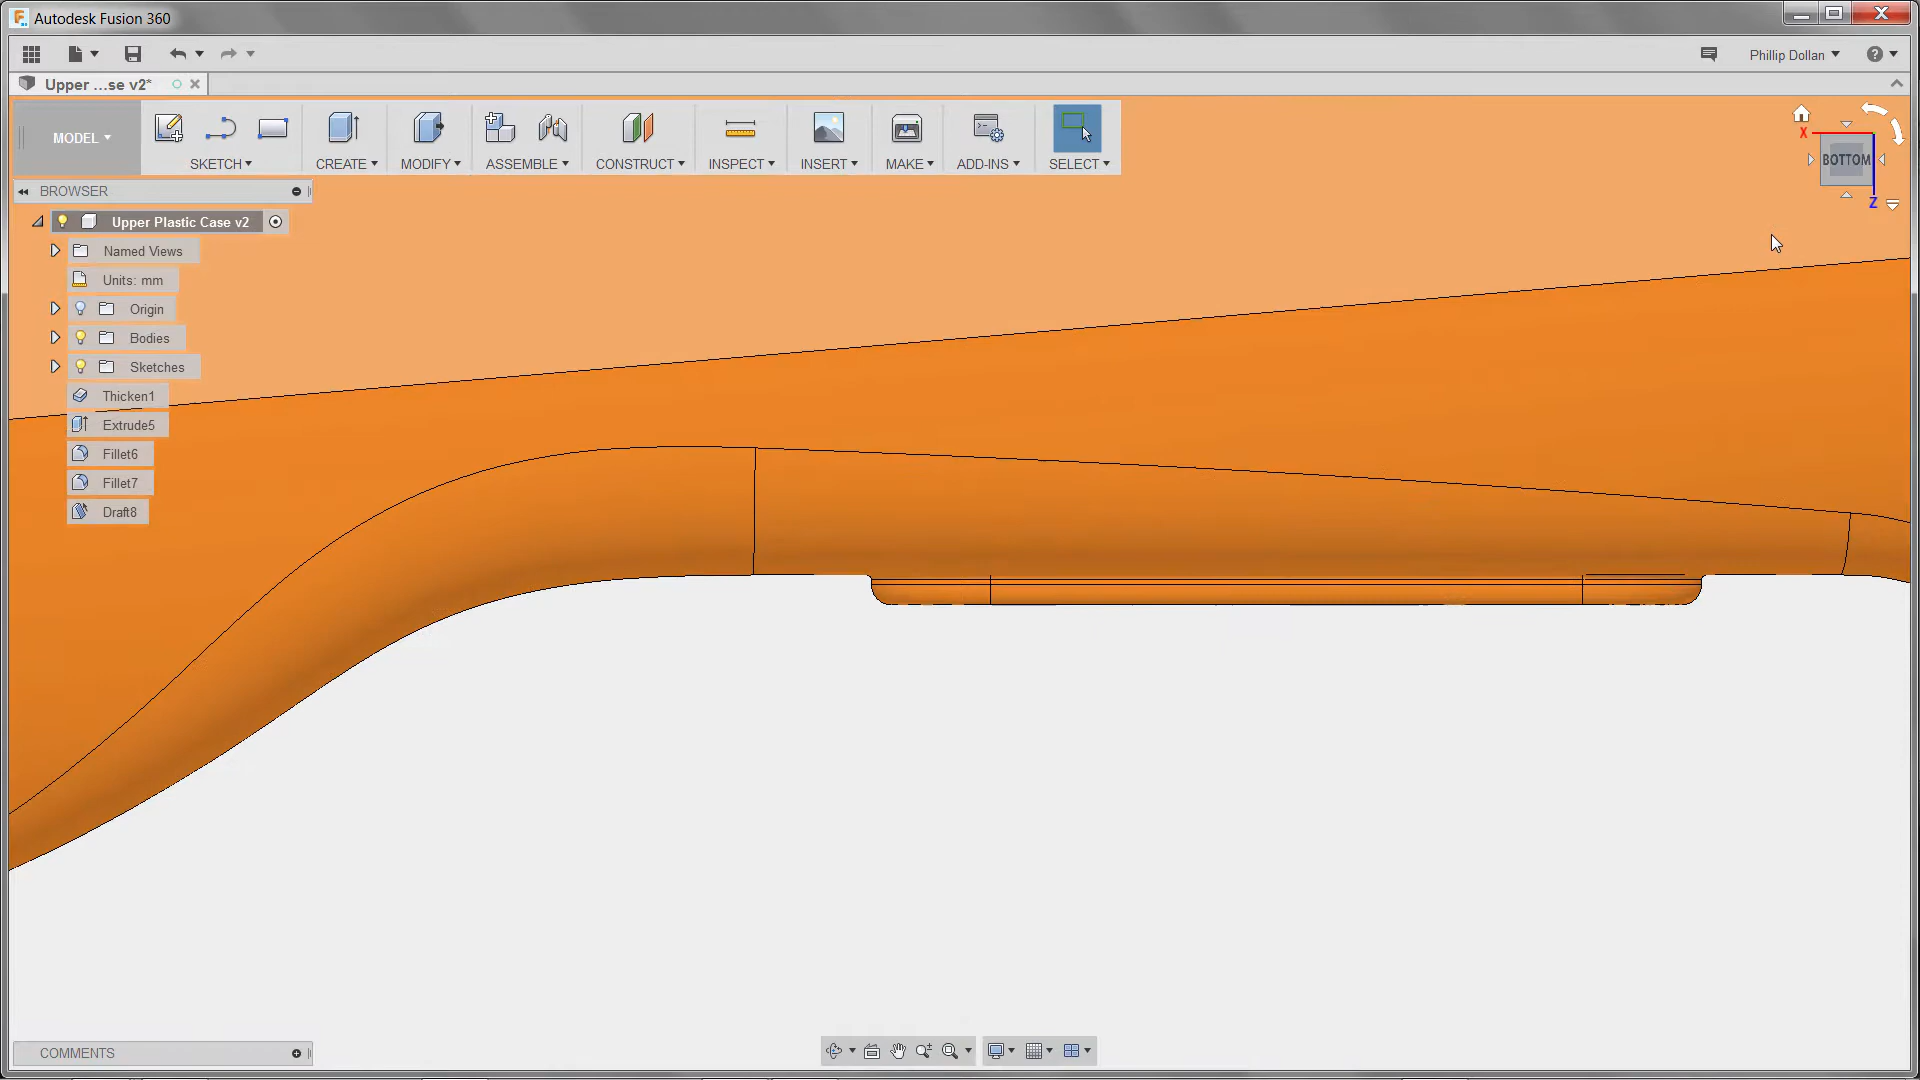 Autodesk Fusion 360
Phillip Dollan
Upper ...se v2*
MODEL
SKETCH
CREATE
MODIFY
ASSEMBLE
CONSTRUCT
INSPECT
INSERT
MAKE
ADD-INS
SELECT
X
BOTTOM
Z
BROWSER
Upper Plastic Case v2
Named Views
Units: mm
Origin
Bodies
Sketches
Thicken1
Extrude5
Fillet6
Fillet7
Draft8
COMMENTS